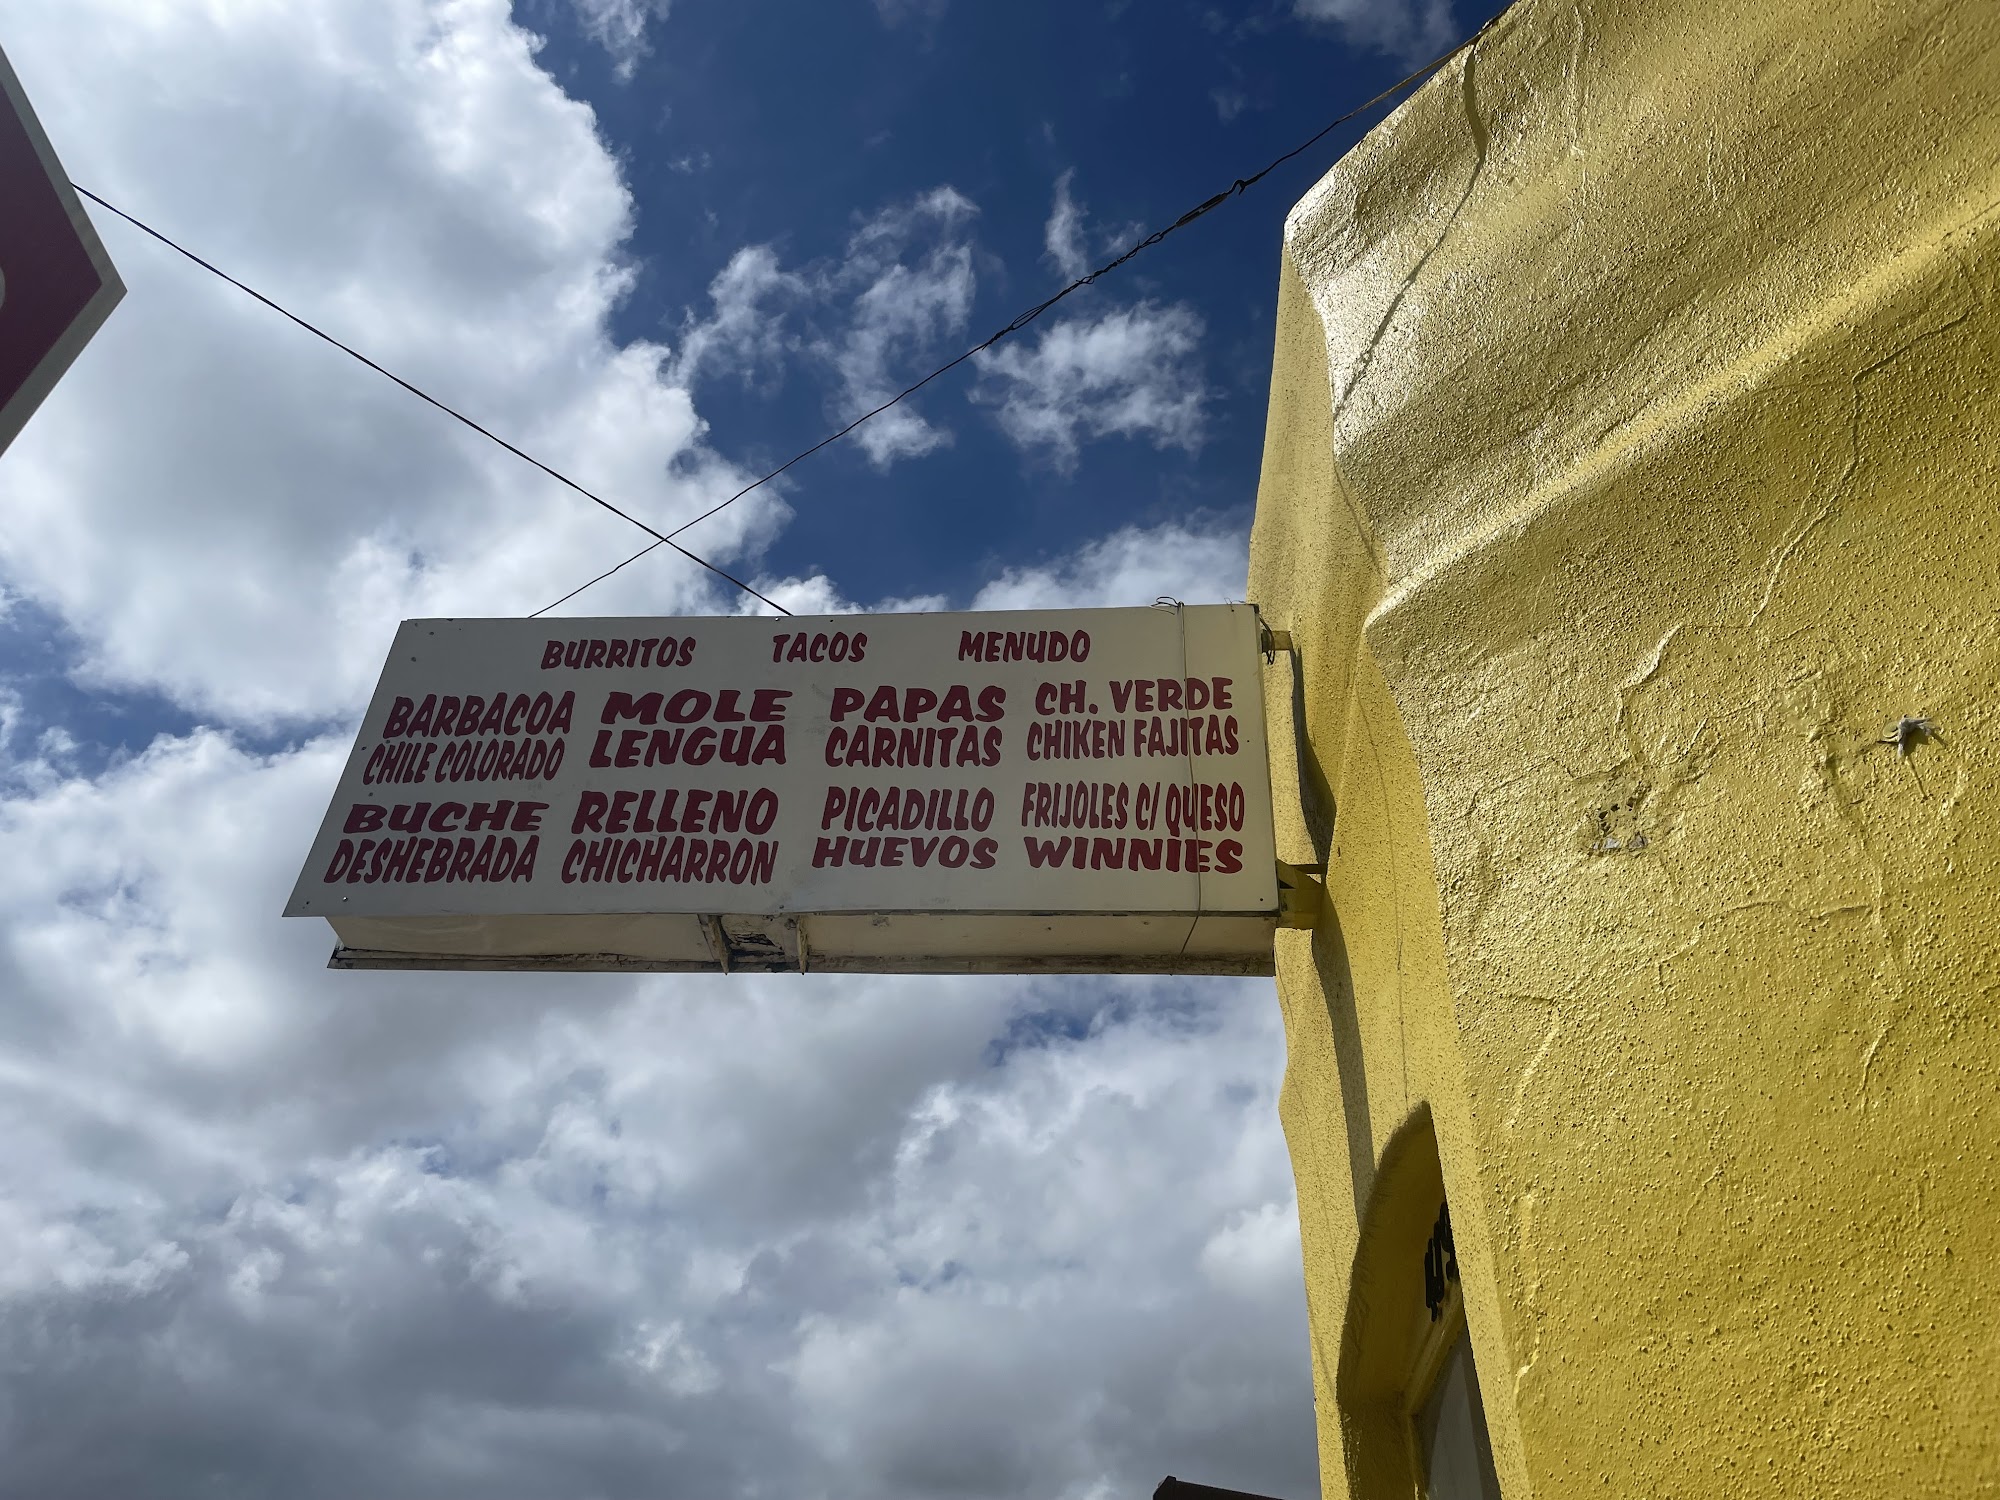 BURRITOS TACOS MENUDO
BARBACOA MOLE PAPAS CH. VERDE
CHILE COLORADO LENGUA CARNITAS CHIKEN FAJITAS
BUCHE RELLENO PICADILLO FRIJOLES C/ QUESO
DESHEBRADA CHICHARRON HUEVOS WINNIES